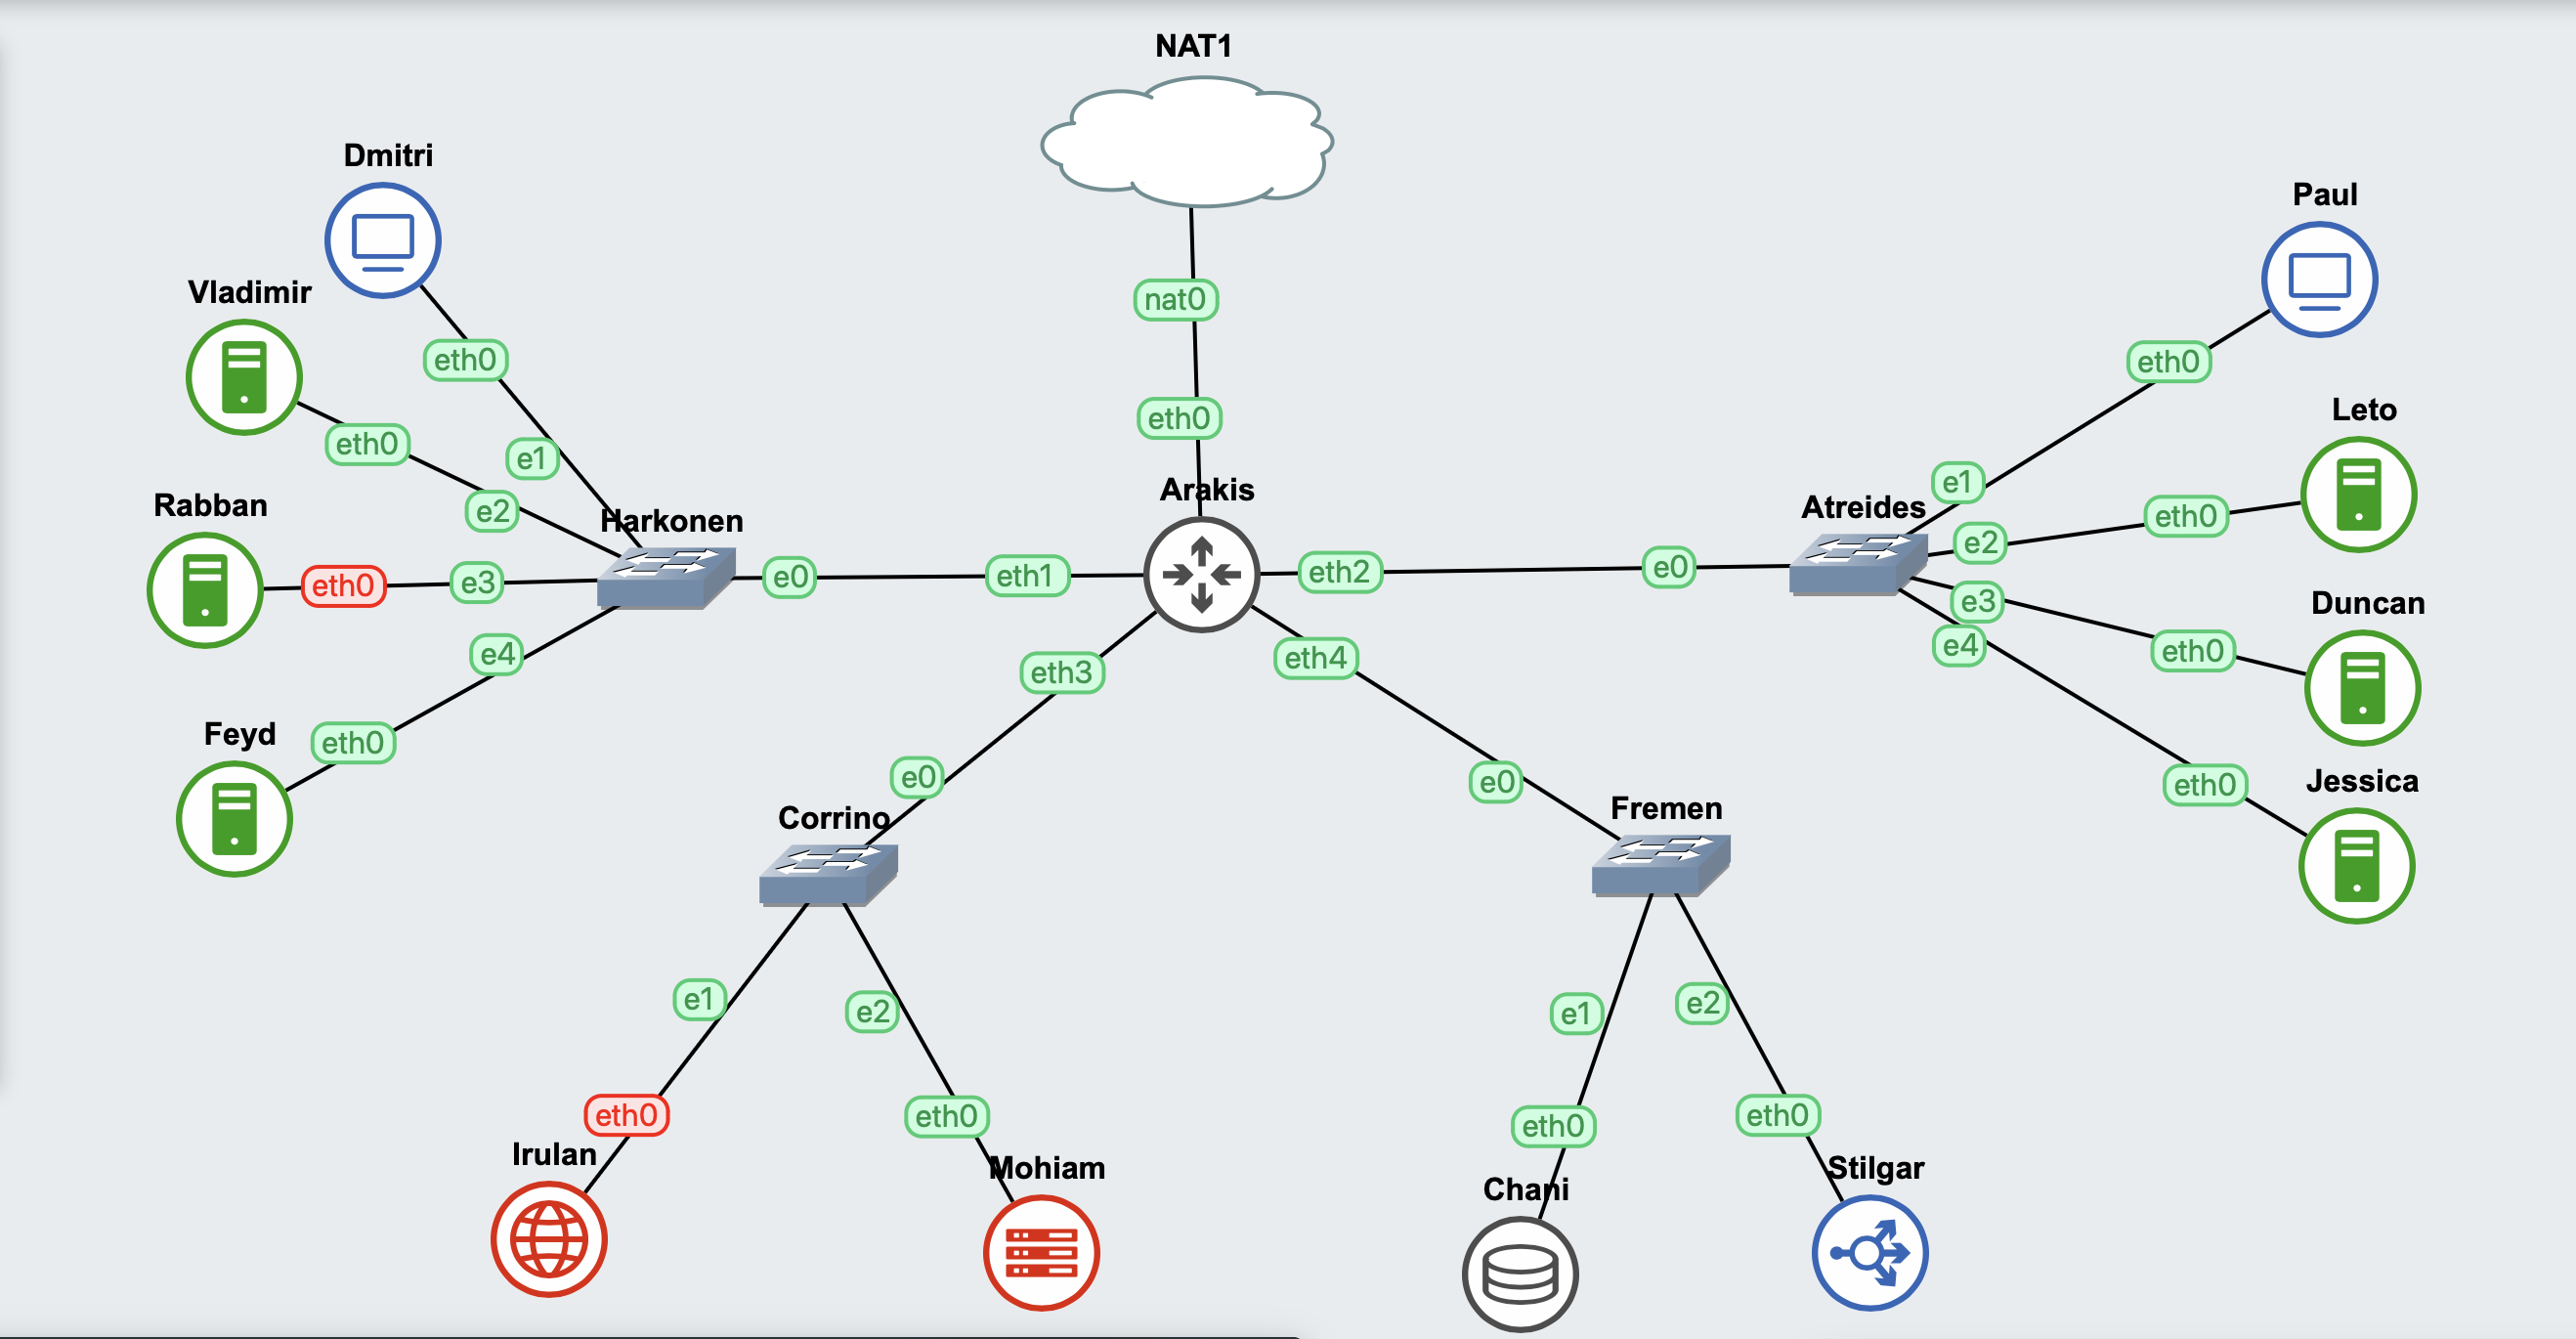 NAT1
nat0
eth0
Arakis
Dmitri
eth0
e1
Vladimir
eth0
e2
Rabban
eth0
e3
Feyd
eth0
e4
Harkonen
e0
eth1
eth2
e0
Atreides
Paul
eth0
e1
Leto
eth0
e2
Duncan
eth0
e3
Jessica
eth0
e4
eth3
e0
Corrino
e1
eth0
Irulan
e2
eth0
Mohiam
eth4
e0
Fremen
e1
eth0
Chani
e2
eth0
Stilgar